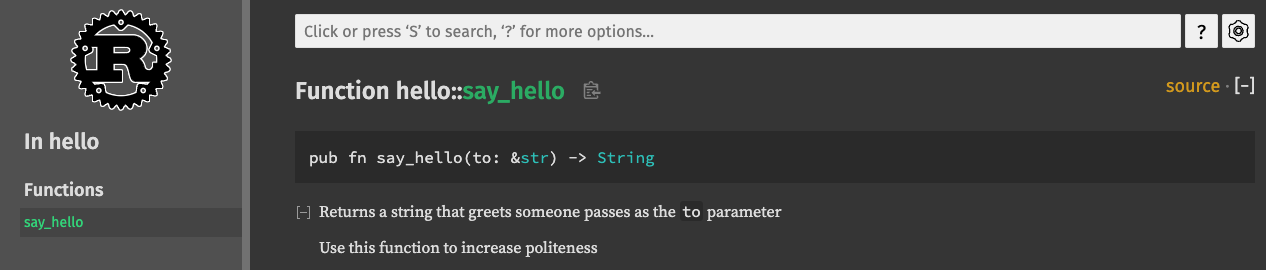 R
In hello
Functions
say_hello
Click or press ‘S’ to search, ‘?’ for more options…
?
Function hello::say_hello
source · [−]
pub fn say_hello(to: &str) -> String
[−] Returns a string that greets someone passes as the to parameter
Use this function to increase politeness